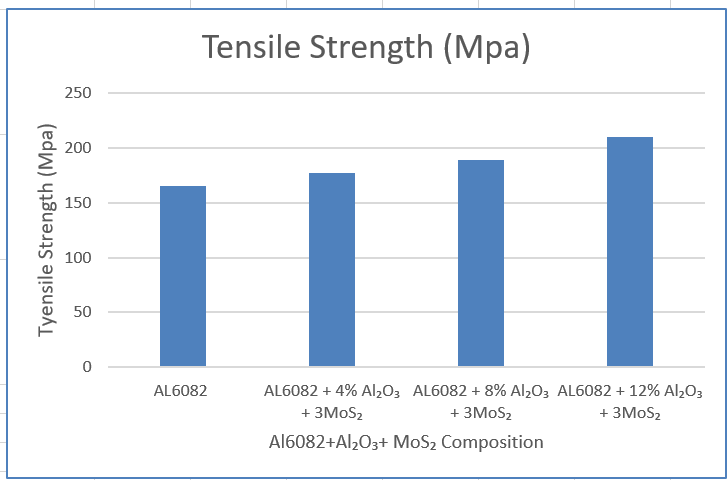 Tensile Strength (Mpa)
Tyensile Strength (Mpa)
250
200
150
100
50
0
AL6082
AL6082 + 4% Al₂O₃
+ 3MoS₂
AL6082 + 8% Al₂O₃
+ 3MoS₂
AL6082 + 12% Al₂O₃
+ 3MoS₂
Al6082+Al₂O₃+ MoS₂ Composition